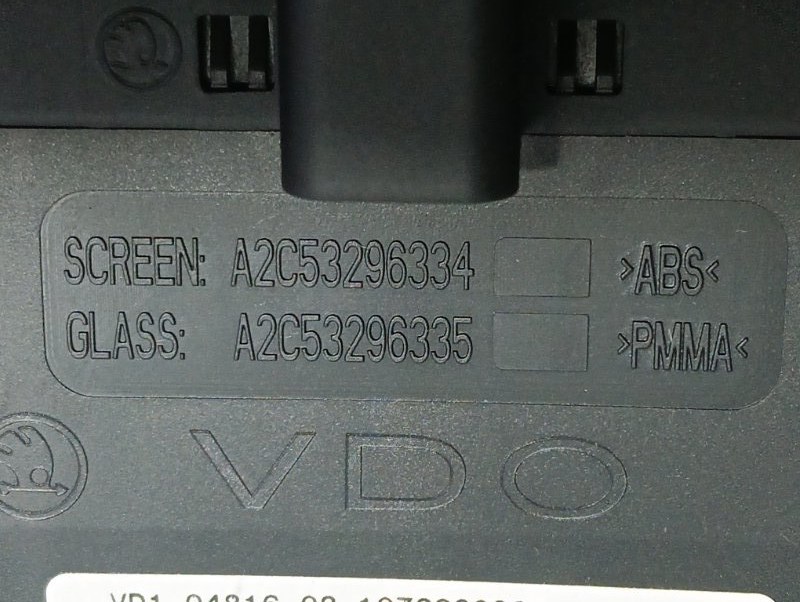 SCREEN: A2C53296334 >ABS<
GLASS: A2C53296335 >PMMA<
VDO